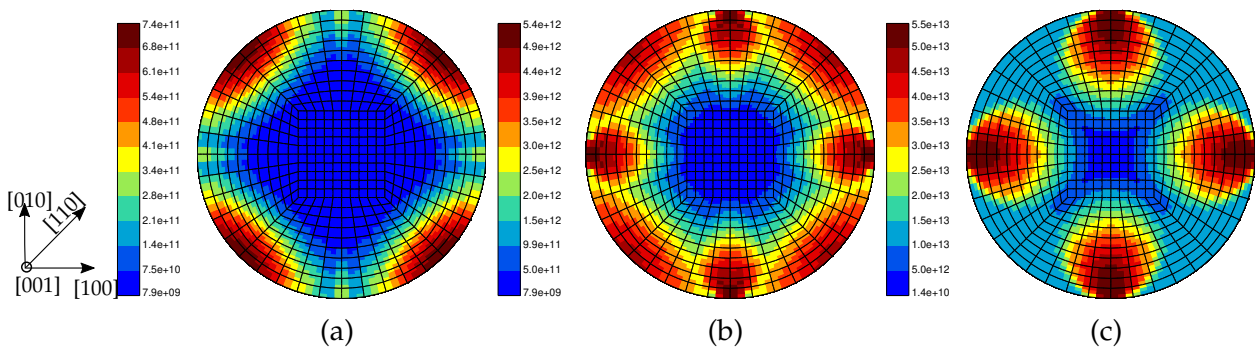 7.4e+11
6.8e+11
6.1e+11
5.4e+11
4.8e+11
4.1e+11
3.4e+11
2.8e+11
2.1e+11
1.4e+11
7.5e+10
7.9e+09
5.4e+12
4.9e+12
4.5e+12
4.0e+12
3.5e+12
3.0e+12
2.5e+12
2.0e+12
1.5e+12
9.9e+11
5.0e+11
7.9e+09
5.5e+13
5.0e+13
4.5e+13
4.0e+13
3.5e+13
3.0e+13
2.5e+13
2.0e+13
1.5e+13
1.0e+13
5.0e+12
1.4e+10
[010]
[110]
[001]
[100]
(a)
(b)
(c)